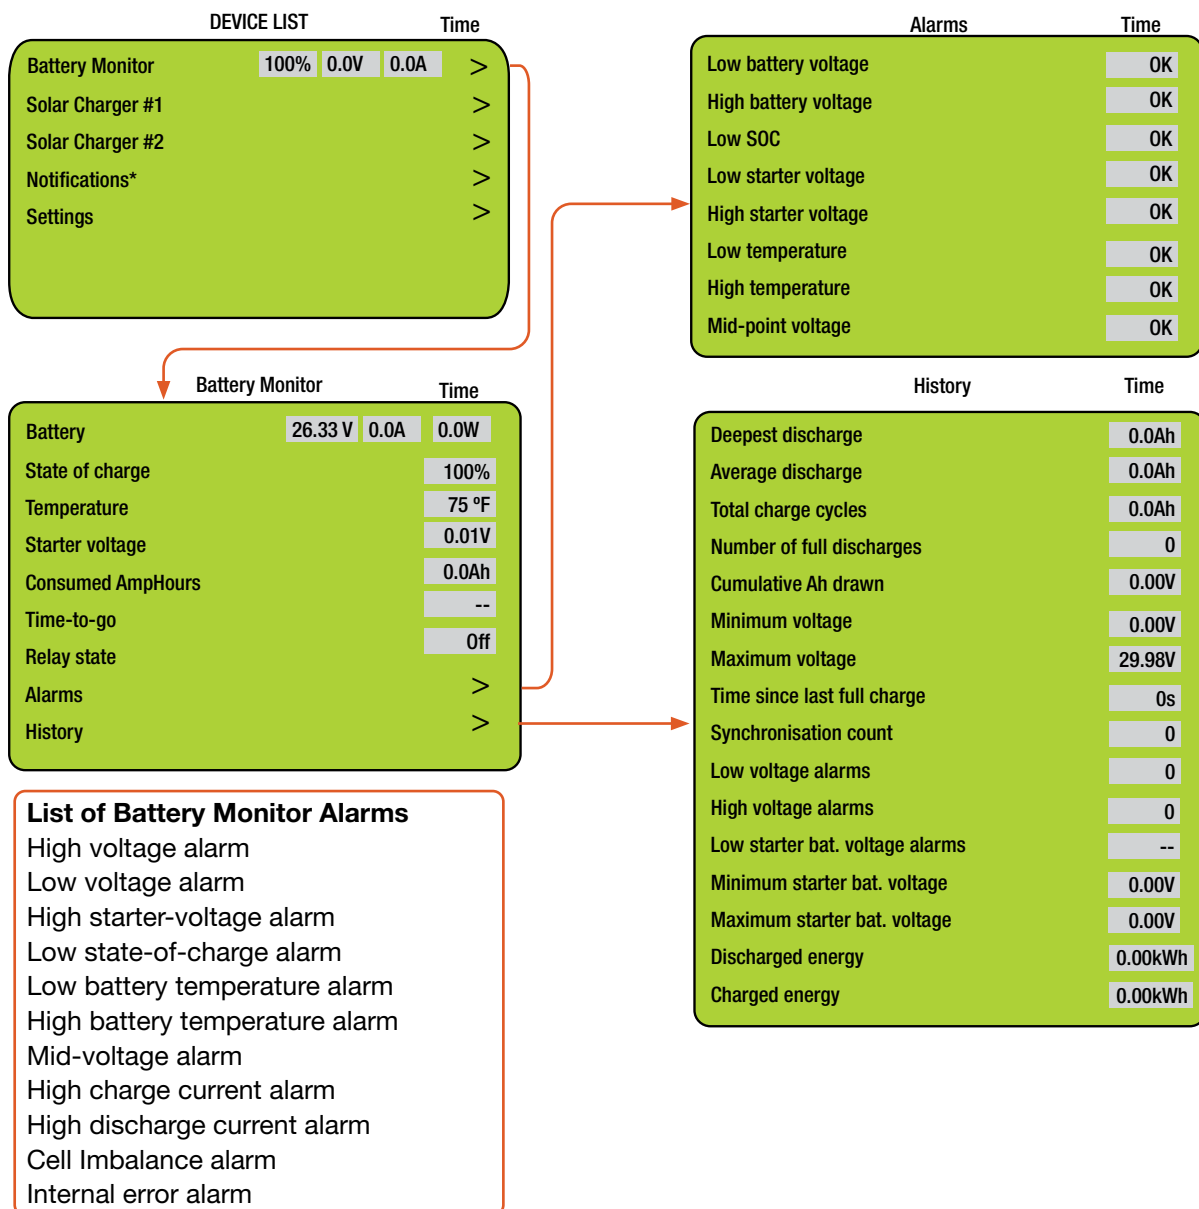 DEVICE LIST Time
Battery Monitor 100% 0.0V 0.0A >
Solar Charger #1 >
Solar Charger #2 >
Notifications* >
Settings >
Battery Monitor Time
Battery 26.33 V 0.0A 0.0W
State of charge 100%
Temperature 75 ºF
Starter voltage 0.01V
Consumed AmpHours 0.0Ah
Time-to-go --
Relay state Off
Alarms >
History >
List of Battery Monitor Alarms
High voltage alarm
Low voltage alarm
High starter-voltage alarm
Low state-of-charge alarm
Low battery temperature alarm
High battery temperature alarm
Mid-voltage alarm
High charge current alarm
High discharge current alarm
Cell Imbalance alarm
Internal error alarm
Alarms Time
Low battery voltage OK
High battery voltage OK
Low SOC OK
Low starter voltage OK
High starter voltage OK
Low temperature OK
High temperature OK
Mid-point voltage OK
History Time
Deepest discharge 0.0Ah
Average discharge 0.0Ah
Total charge cycles 0.0Ah
Number of full discharges 0
Cumulative Ah drawn 0.00V
Minimum voltage 0.00V
Maximum voltage 29.98V
Time since last full charge 0s
Synchronisation count 0
Low voltage alarms 0
High voltage alarms 0
Low starter bat. voltage alarms --
Minimum starter bat. voltage 0.00V
Maximum starter bat. voltage 0.00V
Discharged energy 0.00kWh
Charged energy 0.00kWh